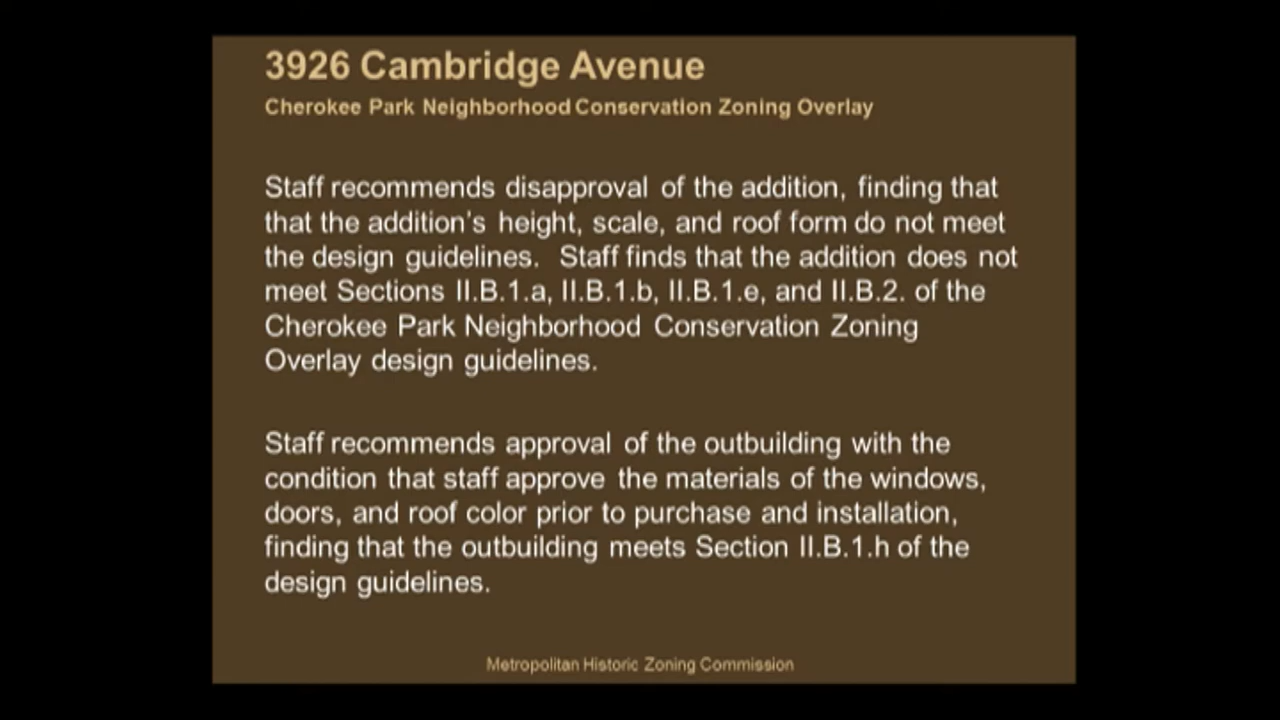 3926 Cambridge Avenue
Cherokee Park Neighborhood Conservation Zoning Overlay
Staff recommends disapproval of the addition, finding that
that the addition's height, scale, and roof form do not meet
the design guidelines. Staff finds that the addition does not
meet Sections II.B.1.a, II.B.1.b, II.B.1.e, and II.B.2. of the
Cherokee Park Neighborhood Conservation Zoning
Overlay design guidelines.
Staff recommends approval of the outbuilding with the
condition that staff approve the materials of the windows,
doors, and roof color prior to purchase and installation,
finding that the outbuilding meets Section II.B.1.h of the
design guidelines.
Metropolitan Historic Zoning Commission